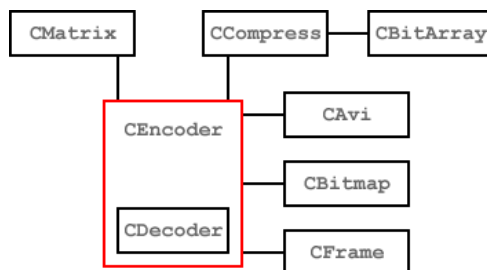 CMatrix
CCompress
CBitArray
CEncoder
CAvi
CBitmap
CDecoder
CFrame